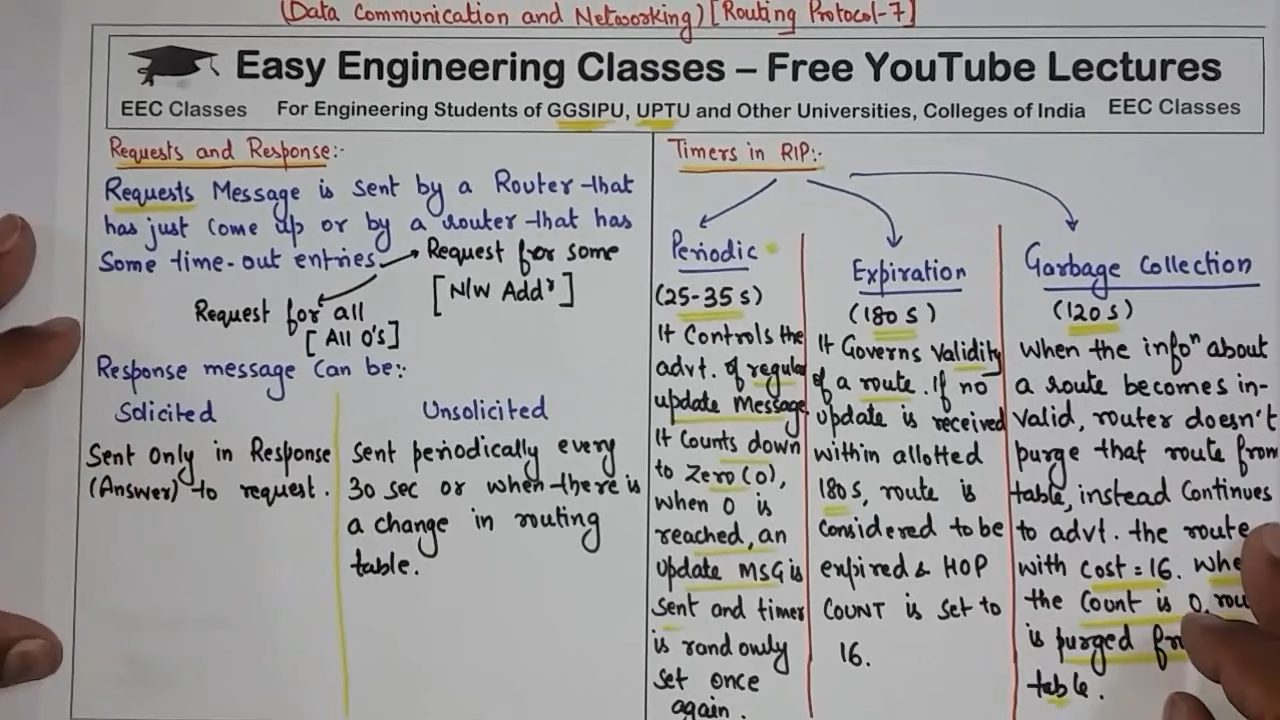 (Data Communication and Networking) [Routing Protocol-7]
Easy Engineering Classes – Free YouTube Lectures
EEC Classes For Engineering Students of GGSIPU, UPTU and Other Universities, Colleges of India EEC Classes
Requests and Response:-
Requests Message is sent by a Router that
has just come up or by a router that has
Some time-out entries.
Request for some
[N/W Addr]
Request for all
[All 0's]
Response message Can be:-
Solicited
Sent only in Response
(Answer) to request.
Unsolicited
Sent periodically every
30 sec or when there is
a change in routing
table.
Timers in RIP:-
Periodic
(25-35 s)
It Controls the
advt. of regular
update Message
It Counts down
to Zero (0),
when 0 is
reached, an
update MSG is
sent and timer
is randomly
set once
again.
Expiration
(180 s)
It Governs validity
of a route. If no
update is received
within allotted
180s, route is
Considered to be
expired & HOP
COUNT is set to
16.
Garbage Collection
(120 s)
When the infoⁿ about
a route becomes in-
valid, router doesn't
purge that route from
table, instead Continues
to advt. the route
with Cost = 16. Whe
the Count is 0, rou
is purged fr
table.